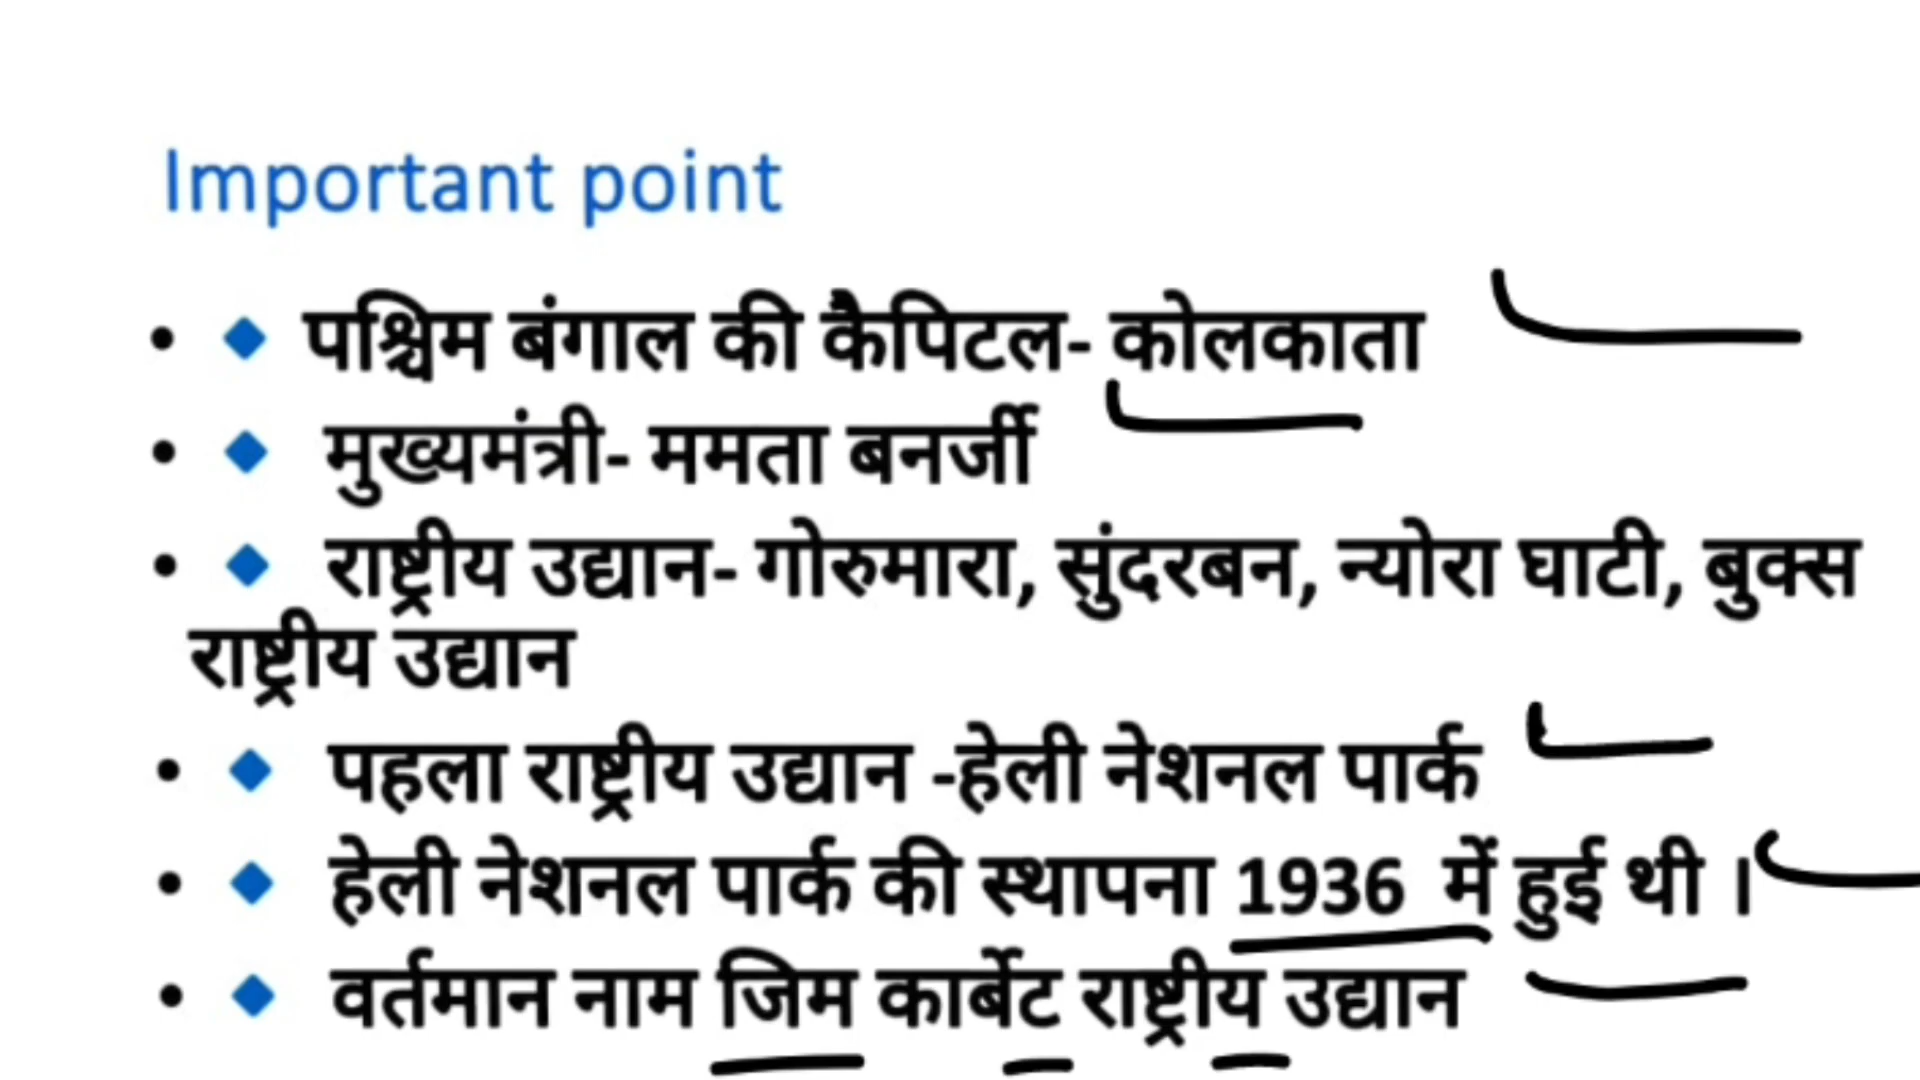 Important point
• ◆ पश्चिम बंगाल की कैपिटल- कोलकाता
• ◆ मुख्यमंत्री- ममता बनर्जी
• ◆ राष्ट्रीय उद्यान- गोरुमारा, सुंदरबन, न्योरा घाटी, बुक्स
राष्ट्रीय उद्यान
• ◆ पहला राष्ट्रीय उद्यान -हेली नेशनल पार्क
• ◆ हेली नेशनल पार्क की स्थापना 1936 में हुई थी ।
• ◆ वर्तमान नाम जिम कार्बेट राष्ट्रीय उद्यान